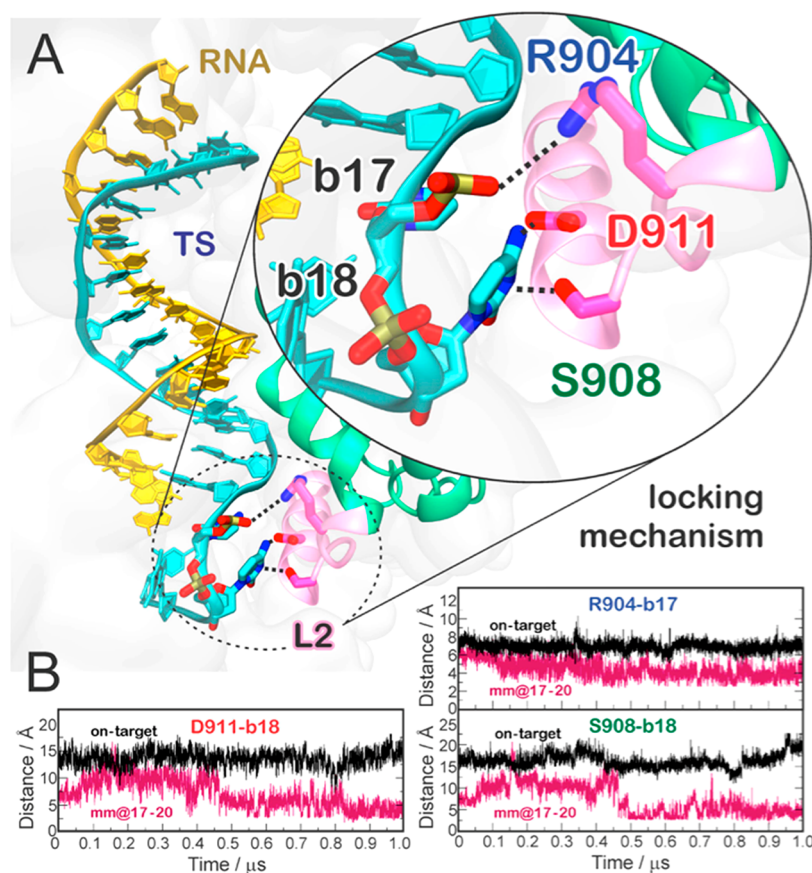 A
RNA
R904
b17
TS
D911
b18
S908
locking
mechanism
L2
B
D911-b18
on-target
mm@17-20
Distance / Å
20
15
10
5
0
0 0.1 0.2 0.3 0.4 0.5 0.6 0.7 0.8 0.9 1.0
Time / μs
R904-b17
on-target
mm@17-20
Distance / Å
12
10
8
6
4
2
0
S908-b18
on-target
mm@17-20
Distance / Å
25
20
15
10
5
0
0 0.1 0.2 0.3 0.4 0.5 0.6 0.7 0.8 0.9 1.0
Time / μs